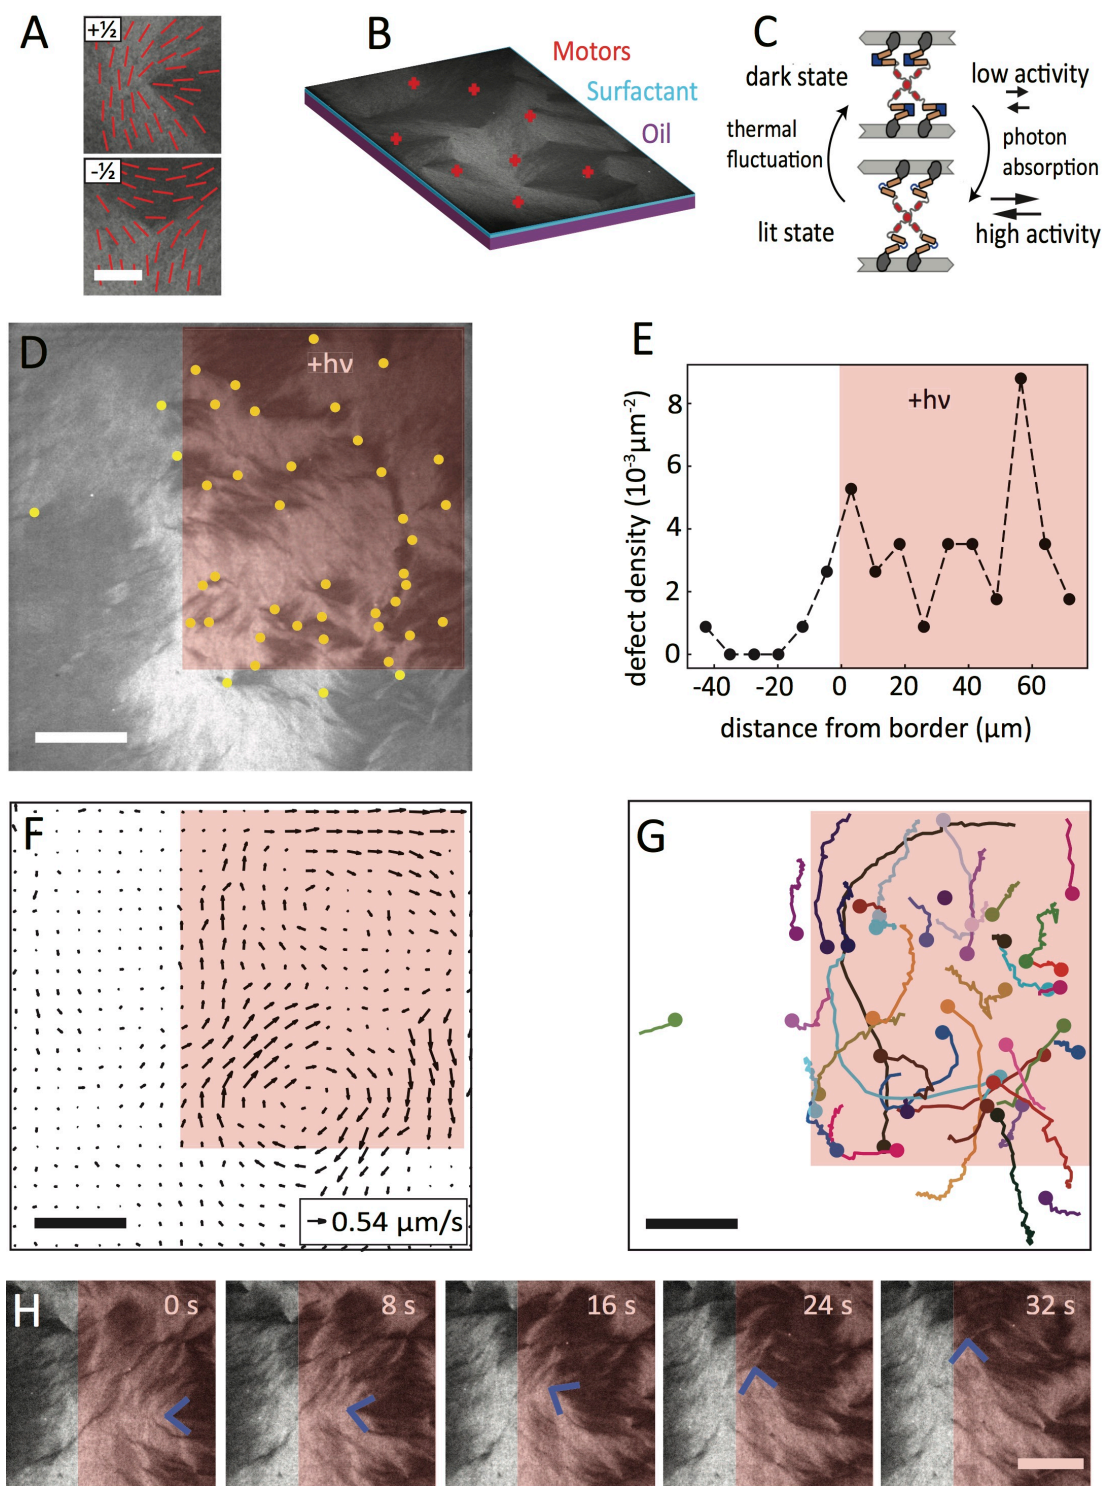 A
+½
-½
B
Motors
Surfactant
Oil
C
dark state
low activity
thermal
fluctuation
photon
absorption
lit state
high activity
D
+hν
E
+hν
defect density (10⁻³μm⁻²)
8
6
4
2
0
-40 -20 0 20 40 60
distance from border (μm)
F
0.54 μm/s
G
H
0 s
8 s
16 s
24 s
32 s